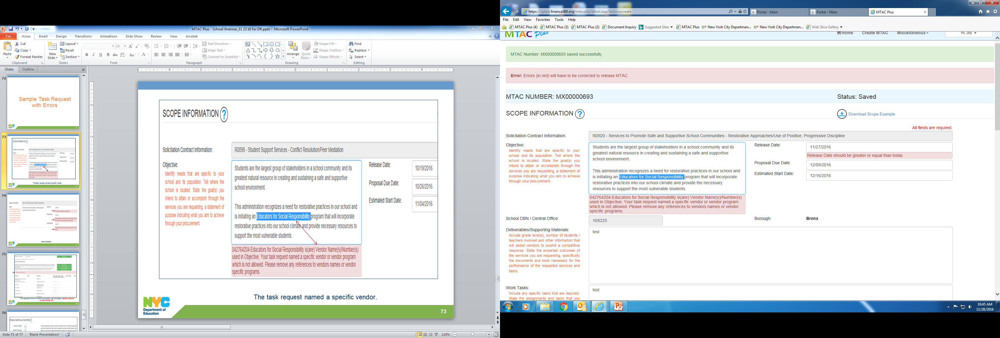 MTAC Plus - School Webinar_11 23 16 for DR.pptx - Microsoft PowerPoint
File Home Insert Design Transitions Animations Slide Show Review View Acrobat
Paste
Cut
Copy
Format Painter
Clipboard
New
Slide
Layout
Reset
Section
Slides
15
Font
Paragraph
Text Direction
Align Text
Convert to SmartArt
Arrange
Quick
Styles
Shape Fill
Shape Outline
Shape Effects
Drawing
Find
Replace
Select
Editing
Slides Outline
72
Sample Task Request
with Errors
73
74
75
76
SCOPE INFORMATION ?
Solicitation Contract Information:
R0898 - Student Support Services - Conflict Resolution/Peer Mediation
Objective:
Identify needs that are specific to your
school and its population. Tell where the
school is located. State the goal(s) you
intend to attain or accomplish through the
services you are requesting, a statement of
purpose indicating what you aim to achieve
through your procurement.
Students are the largest group of stakeholders in a school community and its
greatest natural resource in creating and sustaining a safe and supportive
school environment.
This administration recognizes a need for restorative practices in our school and
is initiating an Educators for Social Responsibility program that will incorporate
restorative practices into our school climate and provide necessary resources to
support the most vulnerable students.
042764204-Educators for Social Responsibility is(are) Vendor Name(s)/Number(s)
used in Objective. Your task request named a specific vendor or vendor program
which is not allowed. Please remove any references to vendors names or vendor
specific programs.
Release Date:
10/19/2016
Proposal Due Date:
10/26/2016
Estimated Start Date:
11/04/2016
The task request named a specific vendor.
NYC
Department of
Education
73
Slide 73 of 77 "Blank Presentation" 110%
https://vptest.finance360.org/mtacplus/detail.aspx?action=create
Portal - Main
Portal - Main
MTAC Plus
File Edit View Favorites Tools Help
MTAC Plus (4) MTAC Plus (3) MTAC Plus (2) Document Inquiry Suggested Sites MTAC Plus New York City Departmen... New York City Departmen... Web Slice Gallery
MTAC Plus
Home Create MTAC Miscellaneous Hi, Joy
MTAC Number: MX00000693 saved successfully.
Error: Errors (in red) will have to be corrected to release MTAC.
MTAC NUMBER: MX00000693 Status: Saved
SCOPE INFORMATION ? Download Scope Example
All fields are required.
Solicitation Contract Information:
R0920 - Services to Promote Safe and Supportive School Communities - Restorative Approaches/Use of Positive, Progressive Discipline
Objective:
Identify needs that are specific to your
school and its population. Tell where the
school is located. State the goal(s) you
intend to attain or accomplish through the
services you are requesting, a statement of
purpose indicating what you aim to achieve
through your procurement.
Students are the largest group of stakeholders in a school community and its
greatest natural resource in creating and sustaining a safe and supportive
school environment.
This administration recognizes a need for restorative practices in our school and
is initiating an Educators for Social Responsibility program that will incorporate
restorative practices into our school climate and provide the necessary
resources to support the most vulnerable students.
042764204-Educators for Social Responsibility is(are) Vendor Name(s)/Number(s)
used in Objective. Your task request named a specific vendor or vendor program
which is not allowed. Please remove any references to vendors names or vendor
specific programs.
Release Date:
11/27/2016
Release Date should be greater or equal than today.
Proposal Due Date:
12/09/2016
Estimated Start Date:
12/16/2016
School DBN / Central Office:
10X225
Borough: Bronx
Deliverables/Supporting Materials:
Include grade level(s), number of students /
teachers involved and other information that
will assist vendors to submit a competitive
response. State the expected outcomes of
the services you are requesting, specifically
the documents and tools necessary for the
performance of the requested services and
tasks.
test
Work Tasks:
Include any specific tasks that are required.
State the assignments and tasks that you
test
10:45 AM
11/28/2016